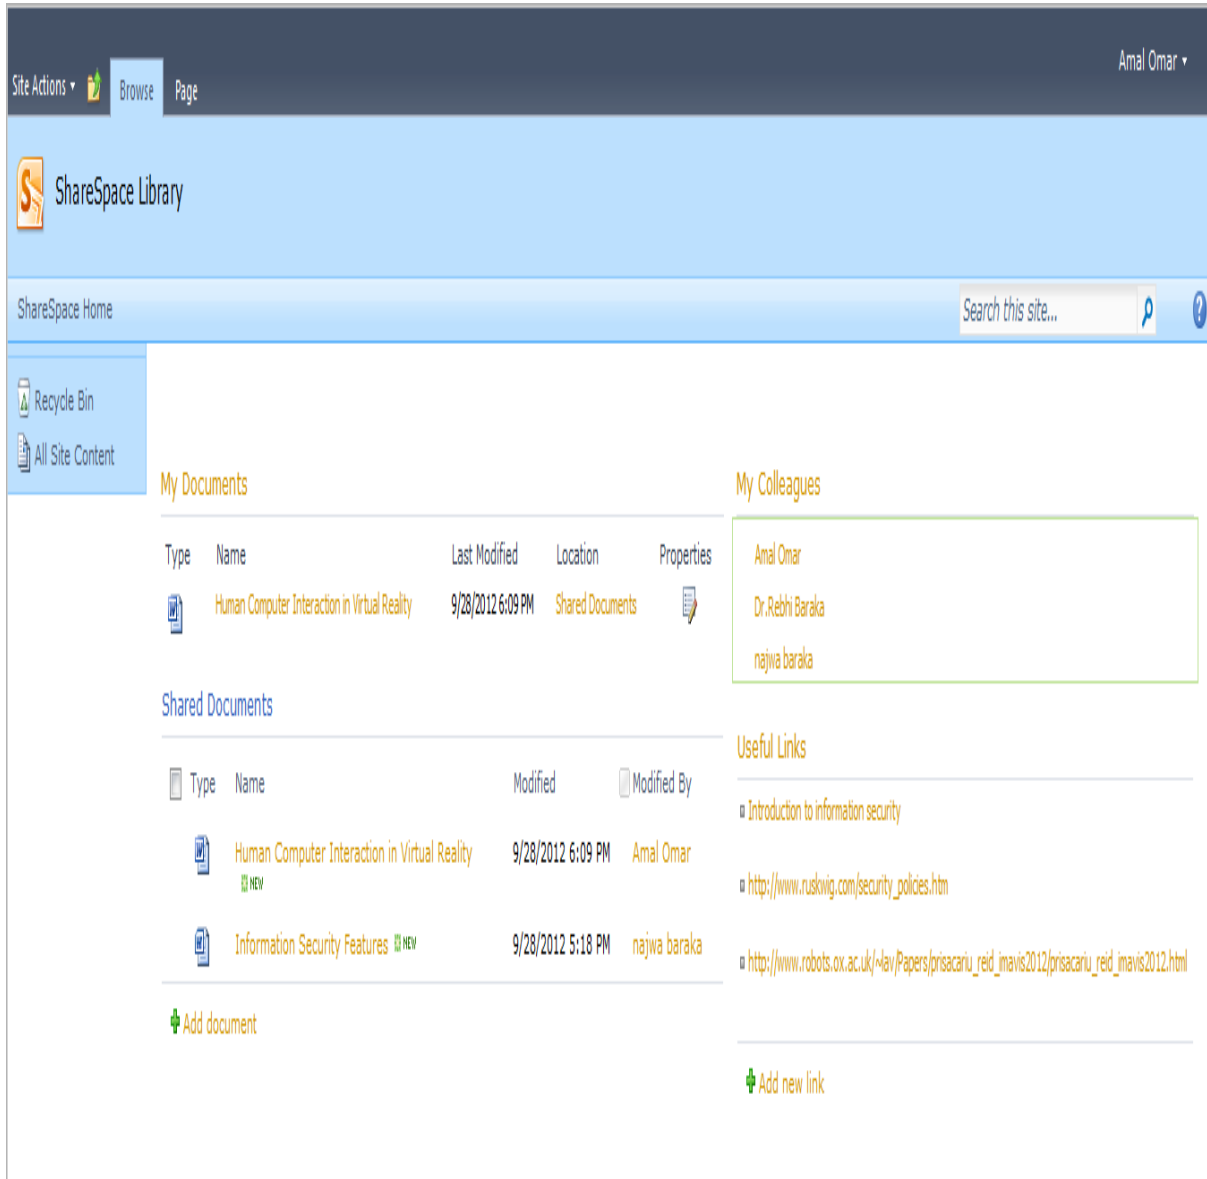 Amal Omar
Site Actions Browse Page
ShareSpace Library
ShareSpace Home Search this site...
Recycle Bin
All Site Content
My Documents
Type Name Last Modified Location Properties
Human Computer Interaction in Virtual Reality 9/28/2012 6:09 PM Shared Documents
Shared Documents
Type Name Modified Modified By
Human Computer Interaction in Virtual Reality 9/28/2012 6:09 PM Amal Omar
NEW
Information Security Features NEW 9/28/2012 5:18 PM najwa baraka
Add document
My Colleagues
Amal Omar
Dr.Rebhi Baraka
najwa baraka
Useful Links
Introduction to information security
http://www.ruskwig.com/security_policies.htm
http://www.robots.ox.ac.uk/~lav/Papers/prisacariu_reid_imavis2012/prisacariu_reid_imavis2012.html
Add new link